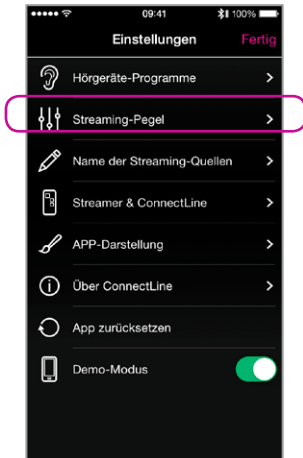 09:41 100%
Einstellungen Fertig
Hörgeräte-Programme
Streaming-Pegel
Name der Streaming-Quellen
Streamer & ConnectLine
APP-Darstellung
Über ConnectLine
App zurücksetzen
Demo-Modus